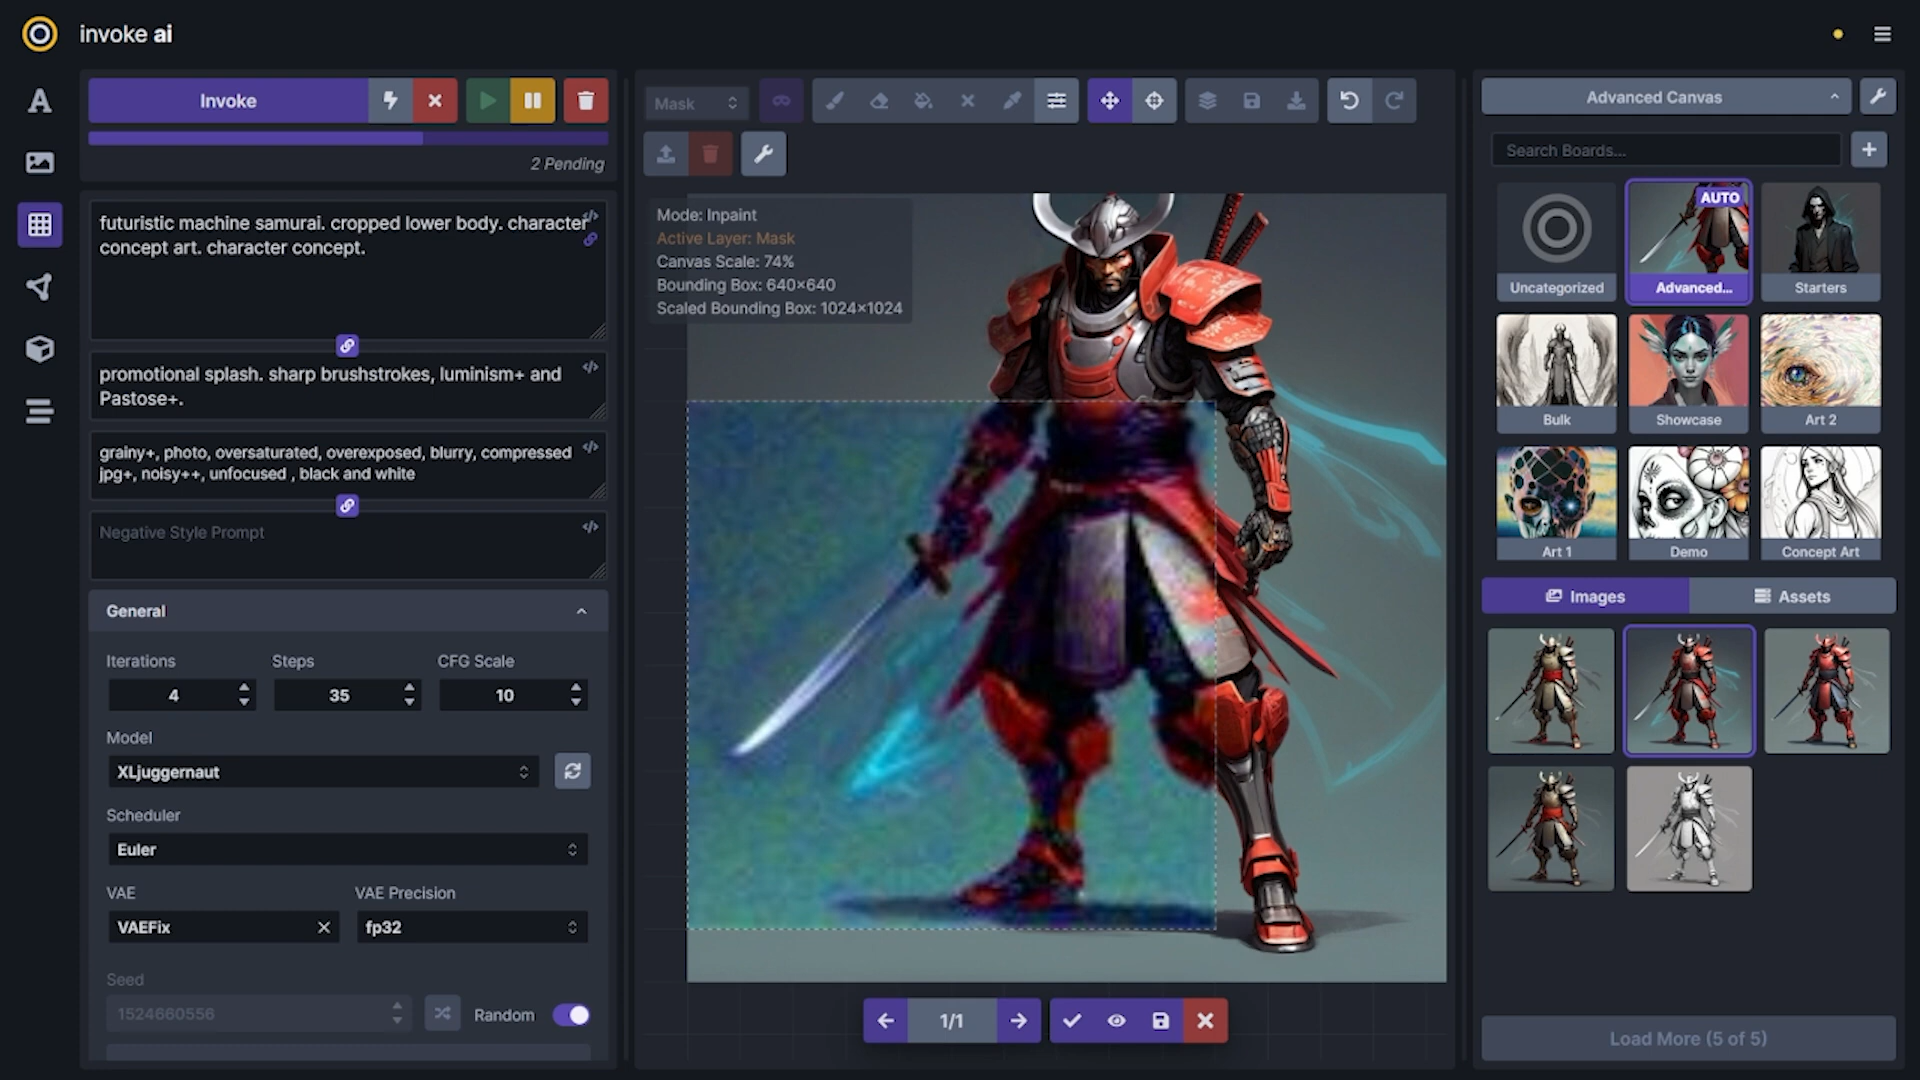 invoke ai
Invoke
2 Pending
futuristic machine samurai. cropped lower body. character
concept art. character concept.
promotional splash. sharp brushstrokes, luminism+ and
Pastose+.
grainy+, photo, oversaturated, overexposed, blurry, compressed
jpg+, noisy++, unfocused , black and white
Negative Style Prompt
General
Iterations
Steps
CFG Scale
4
35
10
Model
XLjuggernaut
Scheduler
Euler
VAE
VAE Precision
VAEFix
fp32
Seed
1524660556
Random
Mask
Mode: Inpaint
Active Layer: Mask
Canvas Scale: 74%
Bounding Box: 640×640
Scaled Bounding Box: 1024×1024
1/1
Advanced Canvas
Search Boards...
AUTO
Uncategorized
Advanced...
Starters
Bulk
Showcase
Art 2
Art 1
Demo
Concept Art
Images
Assets
Load More (5 of 5)